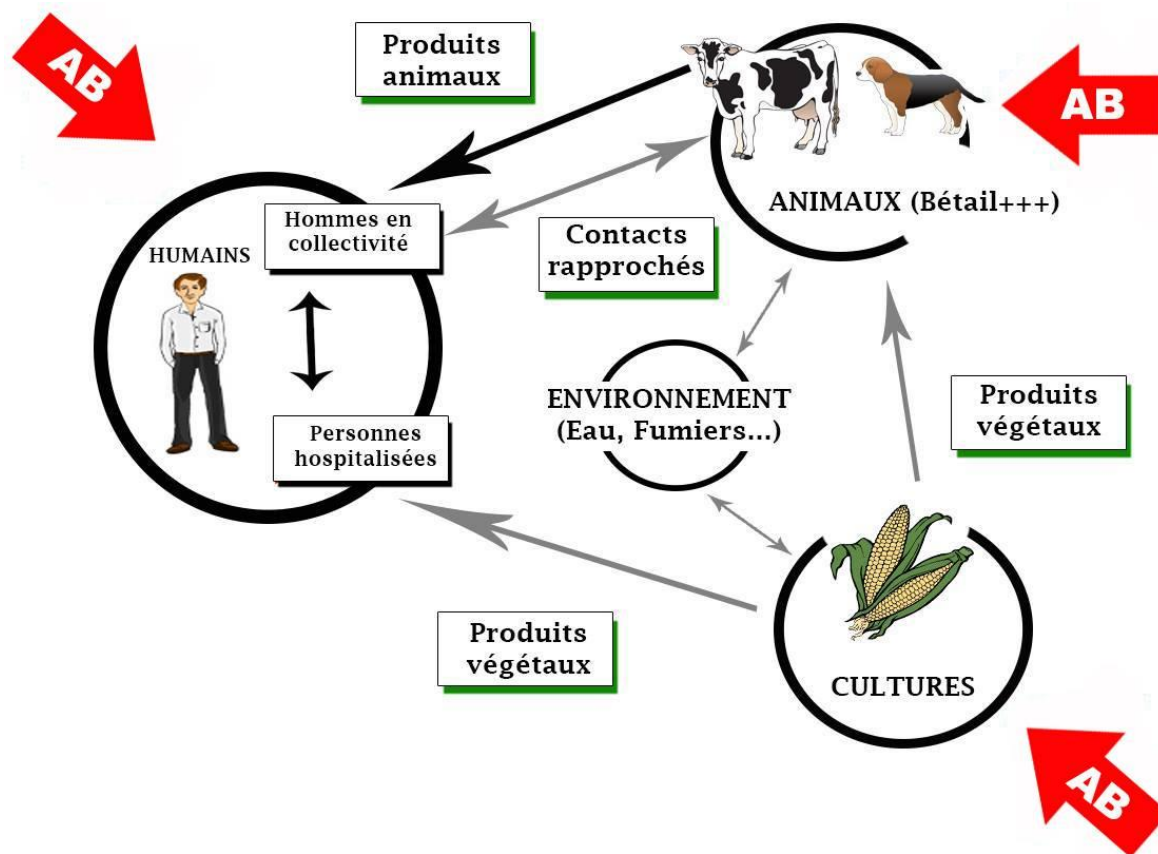 AB
Produits
animaux
AB
ANIMAUX (Bétail+++)
Hommes en
collectivité
HUMAINS
Contacts
rapprochés
ENVIRONNEMENT
(Eau, Fumiers...)
Produits
végétaux
Personnes
hospitalisées
Produits
végétaux
CULTURES
AB